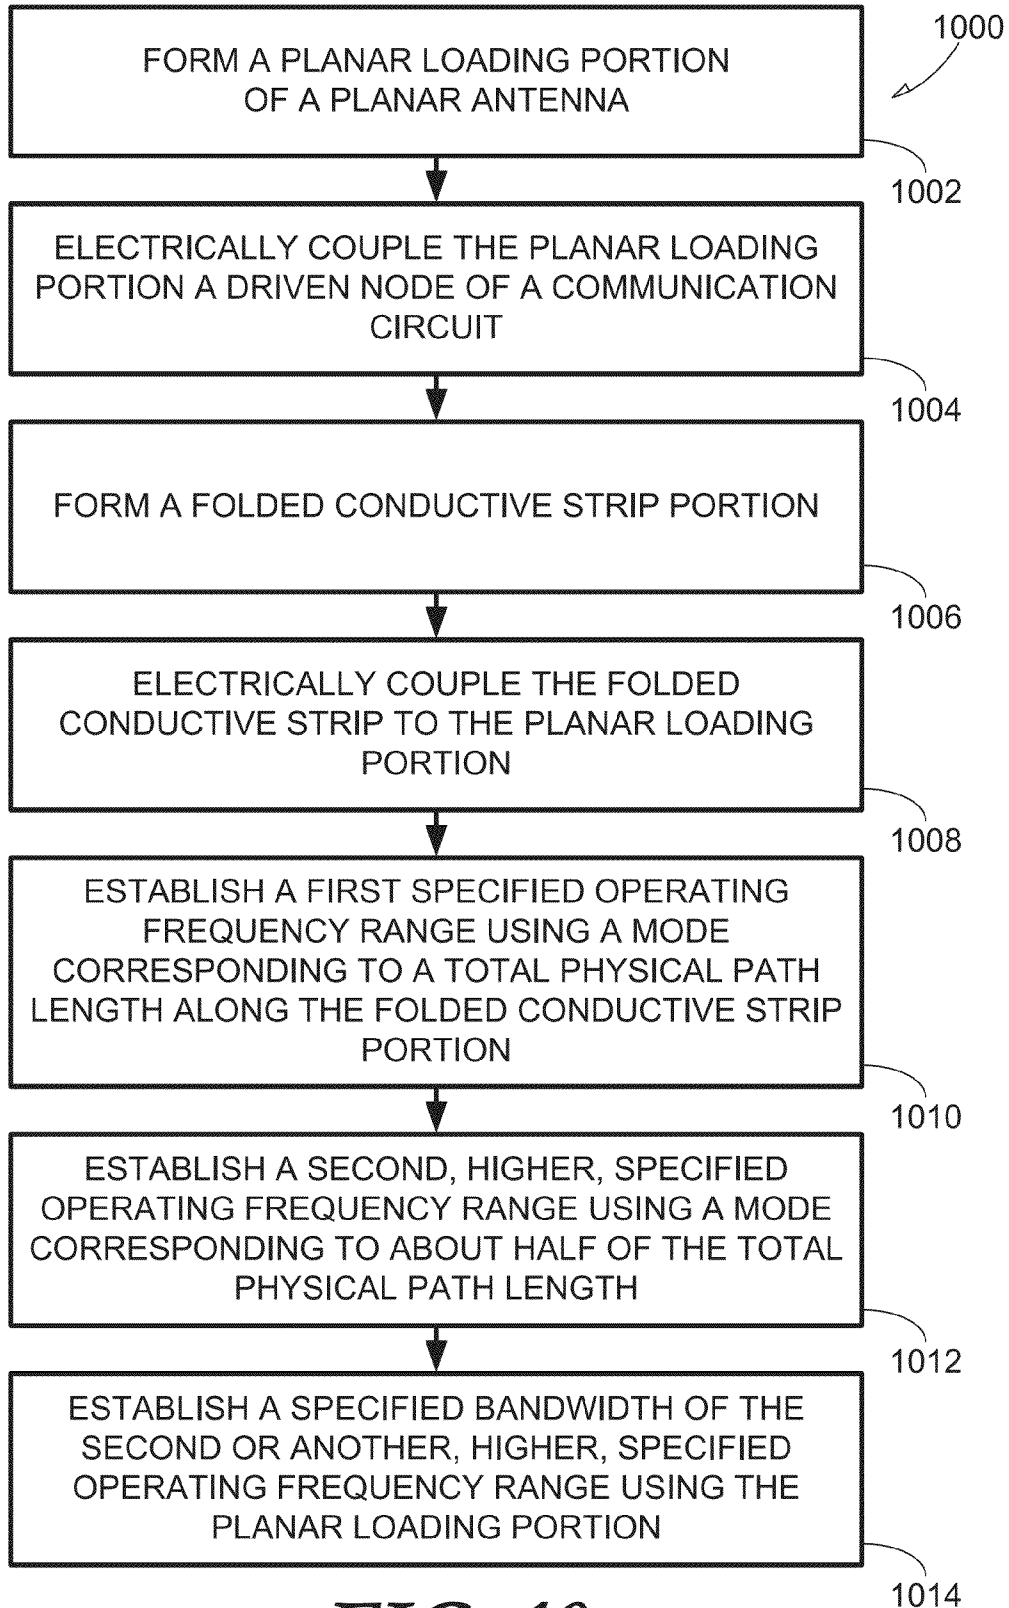 FORM A PLANAR LOADING PORTION
OF A PLANAR ANTENNA
1000
1002
ELECTRICALLY COUPLE THE PLANAR LOADING
PORTION A DRIVEN NODE OF A COMMUNICATION
CIRCUIT
1004
FORM A FOLDED CONDUCTIVE STRIP PORTION
1006
ELECTRICALLY COUPLE THE FOLDED
CONDUCTIVE STRIP TO THE PLANAR LOADING
PORTION
1008
ESTABLISH A FIRST SPECIFIED OPERATING
FREQUENCY RANGE USING A MODE
CORRESPONDING TO A TOTAL PHYSICAL PATH
LENGTH ALONG THE FOLDED CONDUCTIVE STRIP
PORTION
1010
ESTABLISH A SECOND, HIGHER, SPECIFIED
OPERATING FREQUENCY RANGE USING A MODE
CORRESPONDING TO ABOUT HALF OF THE TOTAL
PHYSICAL PATH LENGTH
1012
ESTABLISH A SPECIFIED BANDWIDTH OF THE
SECOND OR ANOTHER, HIGHER, SPECIFIED
OPERATING FREQUENCY RANGE USING THE
PLANAR LOADING PORTION
1014